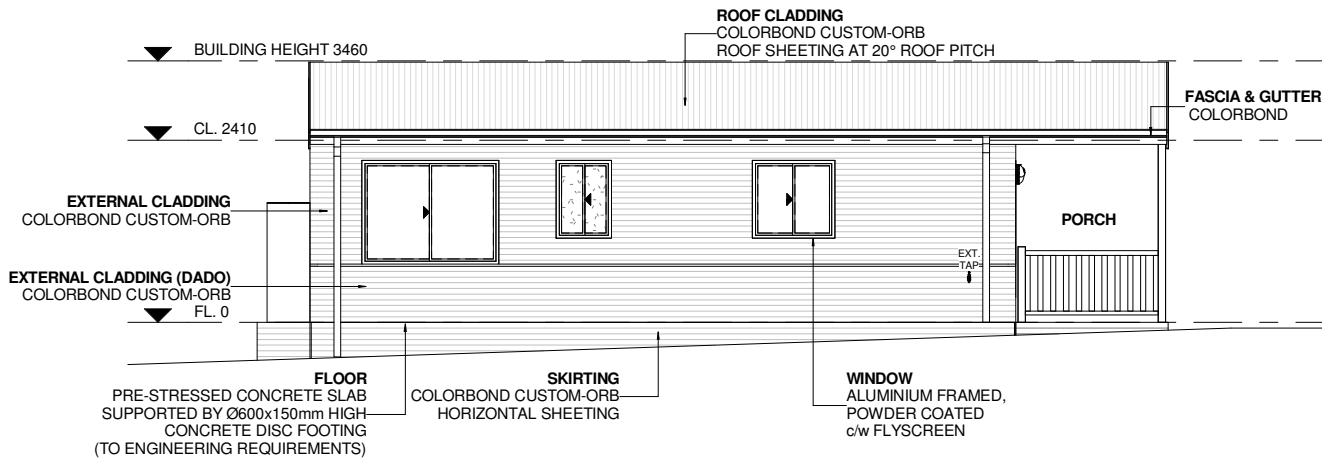 ROOF CLADDING
COLORBOND CUSTOM-ORB
ROOF SHEETING AT 20° ROOF PITCH
BUILDING HEIGHT 3460
FASCIA & GUTTER
COLORBOND
CL. 2410
EXTERNAL CLADDING
COLORBOND CUSTOM-ORB
PORCH
EXT.
TAP
EXTERNAL CLADDING (DADO)
COLORBOND CUSTOM-ORB
FL. 0
FLOOR
PRE-STRESSED CONCRETE SLAB
SUPPORTED BY Ø600x150mm HIGH
CONCRETE DISC FOOTING
(TO ENGINEERING REQUIREMENTS)
SKIRTING
COLORBOND CUSTOM-ORB
HORIZONTAL SHEETING
WINDOW
ALUMINIUM FRAMED,
POWDER COATED
c/w FLYSCREEN